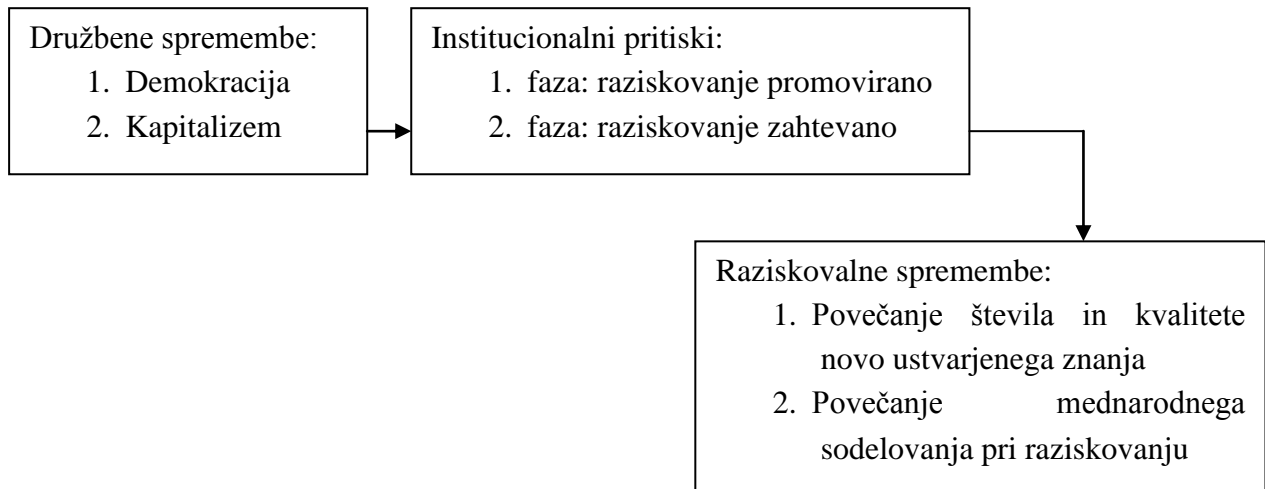 Družbene spremembe:
1. Demokracija
2. Kapitalizem
Institucionalni pritiski:
1. faza: raziskovanje promovirano
2. faza: raziskovanje zahtevano
Raziskovalne spremembe:
1. Povečanje števila in kvalitete
novo ustvarjenega znanja
2. Povečanje mednarodnega
sodelovanja pri raziskovanju